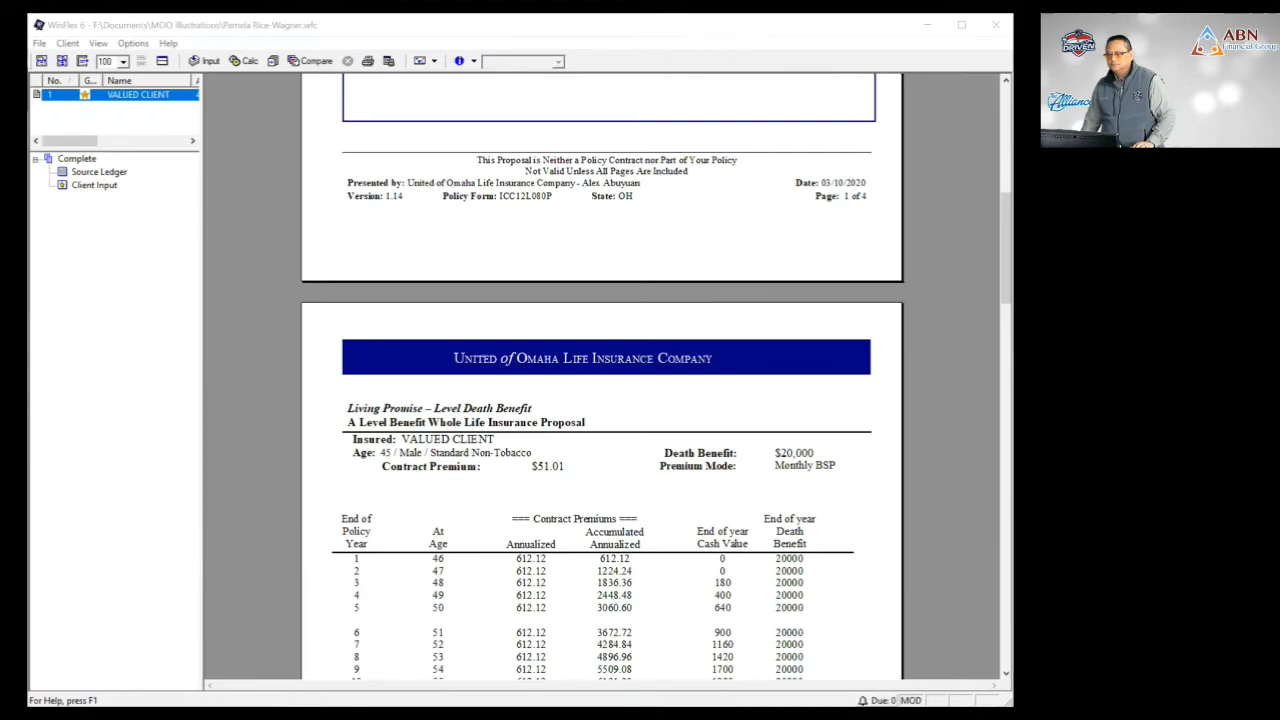 WinFlex 6 - F:\Documents\MOO Illustrations\Pamela Rice-Wagner.wfc
File Client View Options Help
100 Input Calc Compare
No. G... Name
1 VALUED CLIENT
Complete
Source Ledger
Client Input
This Proposal is Neither a Policy Contract nor Part of Your Policy
Not Valid Unless All Pages Are Included
Presented by: United of Omaha Life Insurance Company - Alex Abuyuan Date: 03/10/2020
Version: 1.14 Policy Form: ICC12L080P State: OH Page: 1 of 4
UNITED of OMAHA LIFE INSURANCE COMPANY
Living Promise – Level Death Benefit
A Level Benefit Whole Life Insurance Proposal
Insured: VALUED CLIENT
Age: 45 / Male / Standard Non-Tobacco Death Benefit: $20,000
Contract Premium: $51.01 Premium Mode: Monthly BSP
End of === Contract Premiums === End of year
Policy At Accumulated End of year Death
Year Age Annualized Annualized Cash Value Benefit
1 46 612.12 612.12 0 20000
2 47 612.12 1224.24 0 20000
3 48 612.12 1836.36 180 20000
4 49 612.12 2448.48 400 20000
5 50 612.12 3060.60 640 20000
6 51 612.12 3672.72 900 20000
7 52 612.12 4284.84 1160 20000
8 53 612.12 4896.96 1420 20000
9 54 612.12 5509.08 1700 20000
For Help, press F1 Due: 0 MOD
DRIVEN
The Alliance
ABN
Financial Group